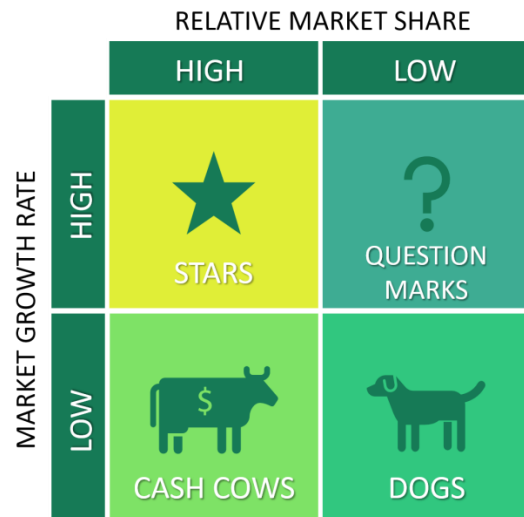 RELATIVE MARKET SHARE
HIGH
LOW
MARKET GROWTH RATE
HIGH
STARS
?
QUESTION
MARKS
LOW
$
CASH COWS
DOGS